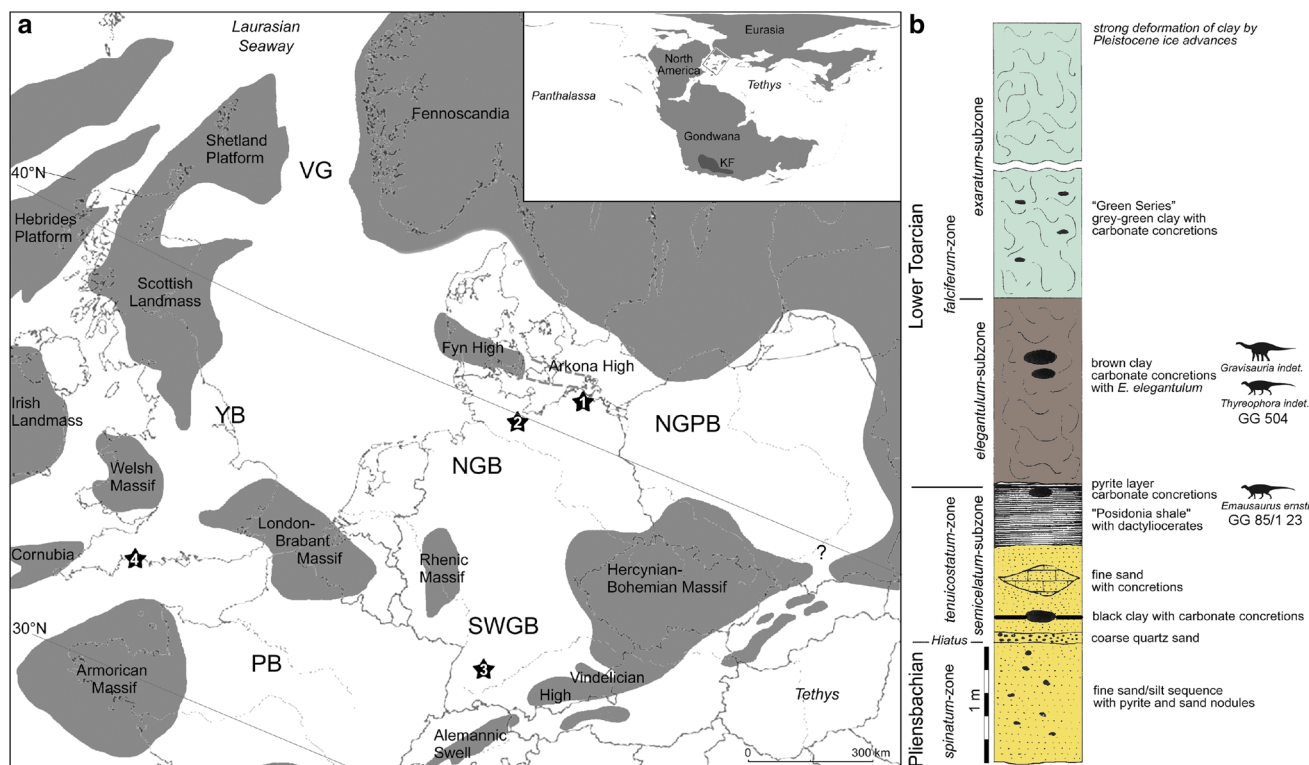 a
Laurasian
Seaway
Shetland
Platform
VG
Fennoscandia
40°N
Hebrides
Platform
Scottish
Landmass
Irish
Landmass
YB
Welsh
Massif
Cornubia
4
London-
Brabant
Massif
30°N
Armorican
Massif
PB
Fyn High
Arkona High
1
2
NGPB
NGB
Rhenic
Massif
Hercynian-
Bohemian Massif
?
SWGB
3
Vindelician
High
Alemannic
Swell
Tethys
0 300 km
Eurasia
North
America
Panthalassa
Tethys
Gondwana
KF
b
Lower Toarcian
Pliensbachian
falciferum-zone
tenuicostatum-zone
Hiatus
spinatum-zone
exaratum-subzone
elegantulum-subzone
semicelatum-subzone
1 m
strong deformation of clay by
Pleistocene ice advances
"Green Series"
grey-green clay with
carbonate concretions
brown clay
carbonate concretions
with E. elegantulum
Gravisauria indet.
Thyreophora indet.
GG 504
pyrite layer
carbonate concretions
"Posidonia shale"
with dactyliocerates
Emausaurus ernsti
GG 85/1 23
fine sand
with concretions
black clay with carbonate concretions
coarse quartz sand
fine sand/silt sequence
with pyrite and sand nodules